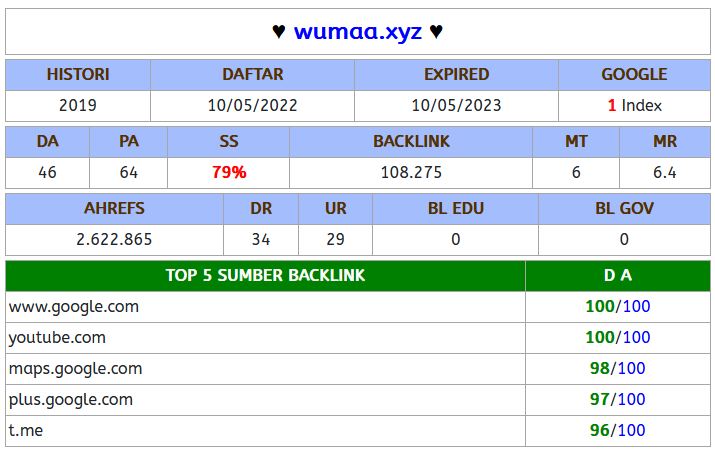 ♥ wumaa.xyz ♥
HISTORI DAFTAR EXPIRED GOOGLE
2019 10/05/2022 10/05/2023 1 Index
DA PA SS BACKLINK MT MR
46 64 79% 108.275 6 6.4
AHREFS DR UR BL EDU BL GOV
2.622.865 34 29 0 0
TOP 5 SUMBER BACKLINK D A
www.google.com 100/100
youtube.com 100/100
maps.google.com 98/100
plus.google.com 97/100
t.me 96/100